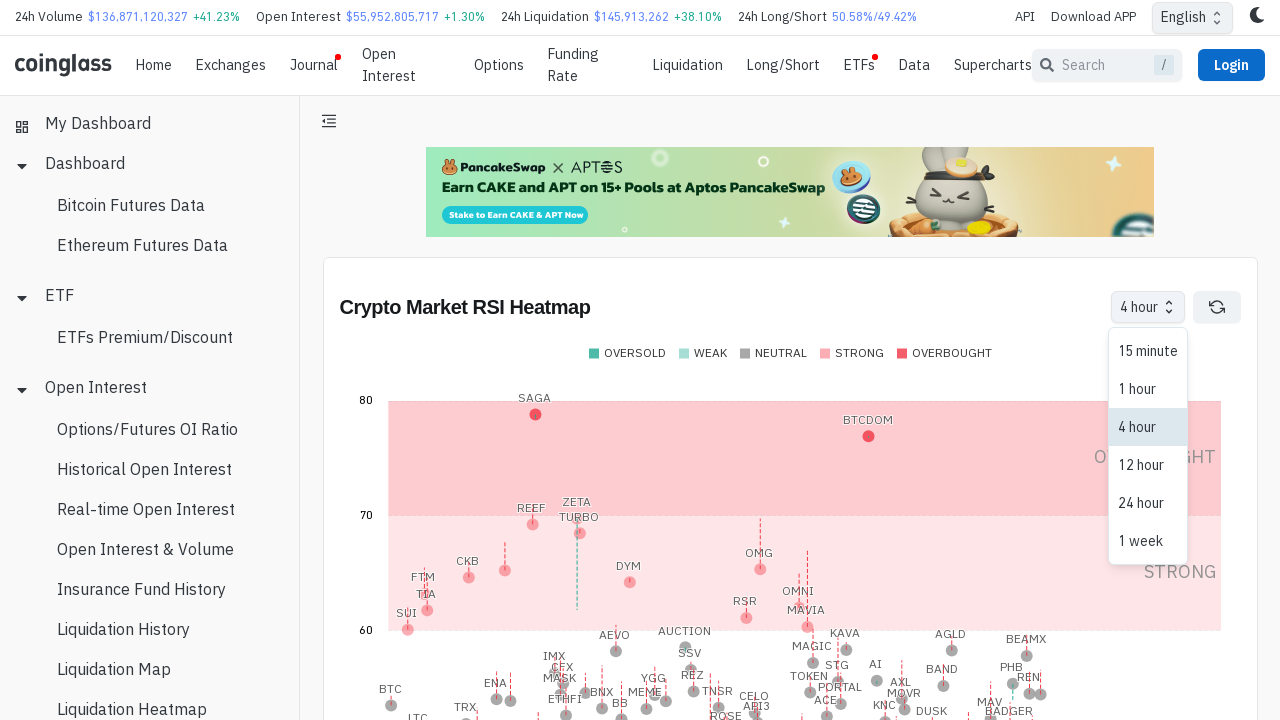 24h Volume $136,871,120,327 +41.23% Open Interest $55,952,805,717 +1.30% 24h Liquidation $145,913,262 +38.10% 24h Long/Short 50.58%/49.42% API Download APP English
coinglass Home Exchanges Journal Open Interest Options Funding Rate Liquidation Long/Short ETFs Data Supercharts Search / Login
My Dashboard
Dashboard
Bitcoin Futures Data
Ethereum Futures Data
ETF
ETFs Premium/Discount
Open Interest
Options/Futures OI Ratio
Historical Open Interest
Real-time Open Interest
Open Interest & Volume
Insurance Fund History
Liquidation History
Liquidation Map
Liquidation Heatmap
PancakeSwap × APTOS
Earn CAKE and APT on 15+ Pools at Aptos PancakeSwap
Stake to Earn CAKE & APT Now
Crypto Market RSI Heatmap
4 hour
15 minute
1 hour
4 hour
12 hour
24 hour
1 week
OVERSOLD WEAK NEUTRAL STRONG OVERBOUGHT
80
SAGA
BTCDOM
70
REEF
ZETA
TURBO
CKB
OMG
DYM
FTM
TIA
OMNI
RSR
SUI
MAVIA
STRONG
60
AEVO
AUCTION
KAVA
AGLD
BEAMX
MAGIC
SSV
IMX
CFX
STG
AI
BAND
PHB
MASK
YGG
REZ
TOKEN
REN
BTC
ENA
ETHFI
BNX
MEME
TNSR
PORTAL
AXL
MOVR
CELO
API3
ACE
KNC
MAV
LTC
TRX
BB
ROSE
DUSK
BADGER